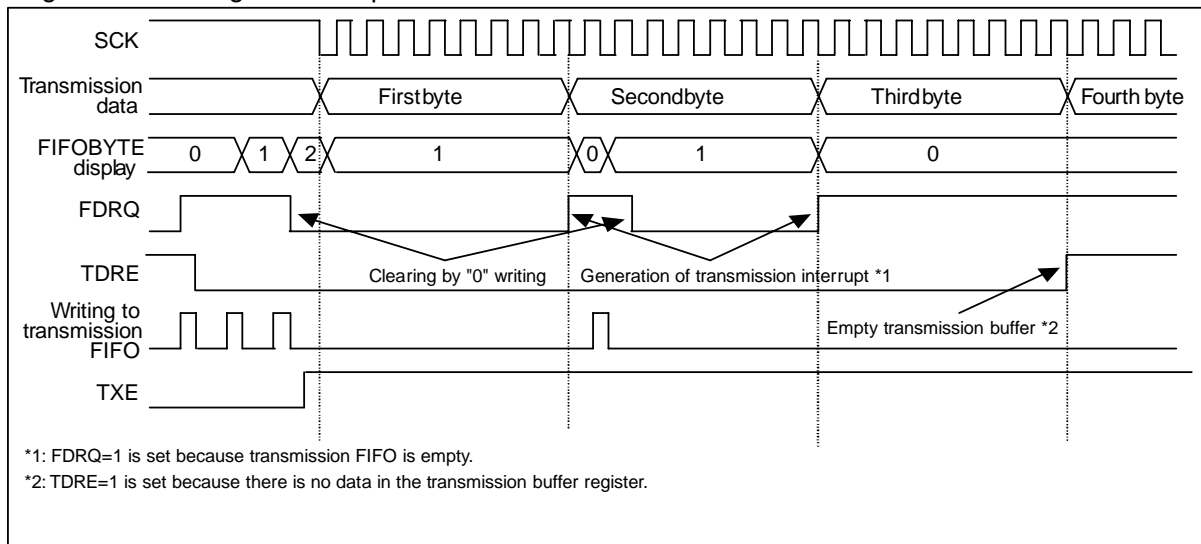 SCK
Transmission
data
Firstbyte Secondbyte Thirdbyte Fourth byte
FIFOBYTE
display
0 1 2 1 0 1 0
FDRQ
Clearing by "0" writing Generation of transmission interrupt *1
TDRE
Writing to
transmission
FIFO
Empty transmission buffer *2
TXE
*1: FDRQ=1 is set because transmission FIFO is empty.
*2: TDRE=1 is set because there is no data in the transmission buffer register.